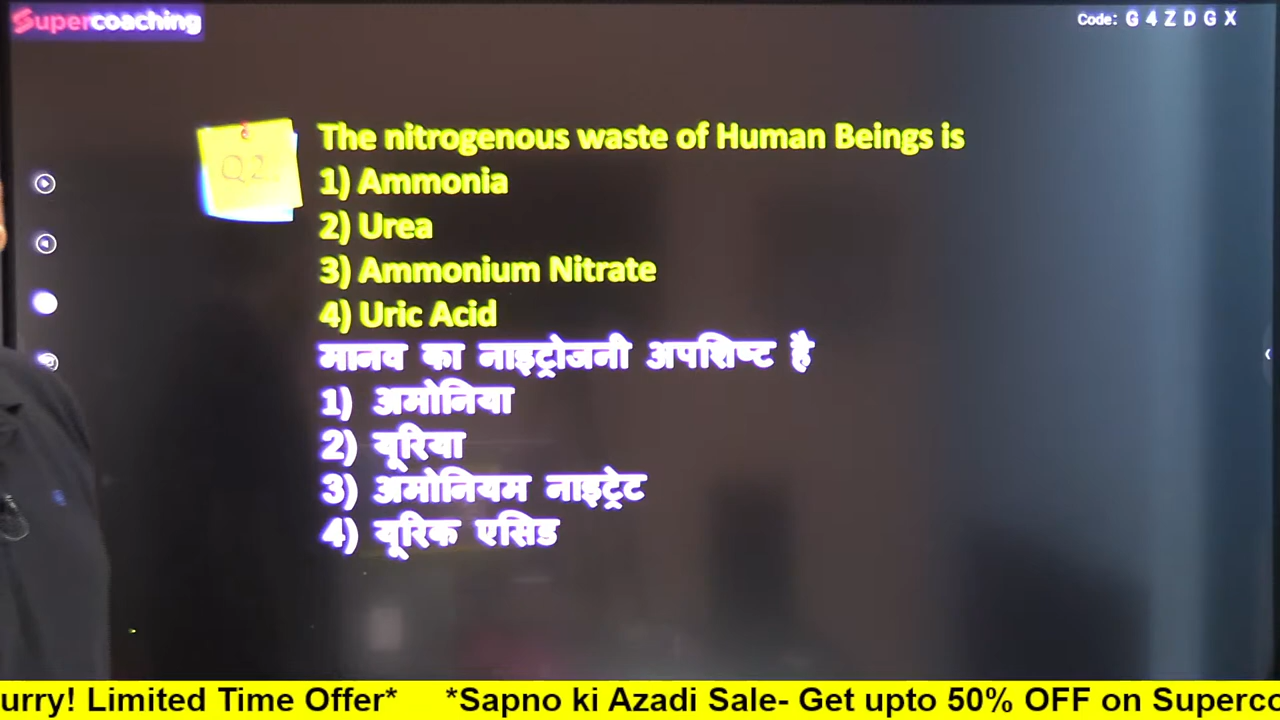 Supercoaching
Code: G 4 Z D G X
Q2.
The nitrogenous waste of Human Beings is
1) Ammonia
2) Urea
3) Ammonium Nitrate
4) Uric Acid
मानव का नाइट्रोजनी अपशिष्ट है
1) अमोनिया
2) यूरिया
3) अमोनियम नाइट्रेट
4) यूरिक एसिड
urry! Limited Time Offer* *Sapno ki Azadi Sale- Get upto 50% OFF on Superco